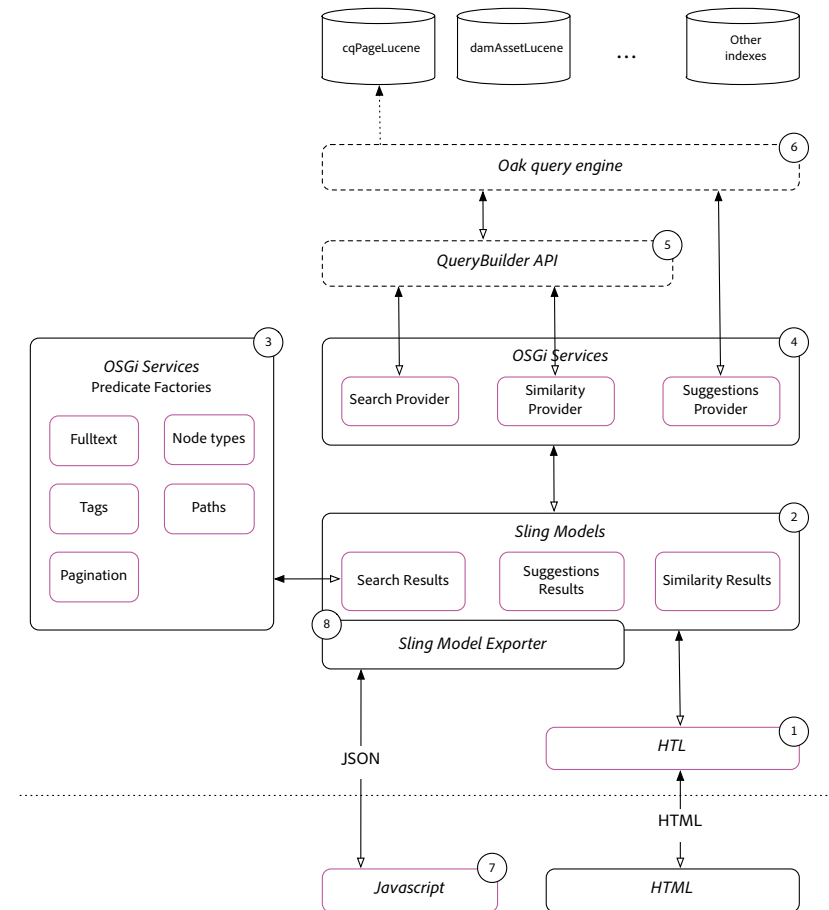 cqPageLucene
damAssetLucene
...
Other
indexes
6
Oak query engine
5
QueryBuilder API
3
OSGi Services
Predicate Factories
Fulltext
Node types
Tags
Paths
Pagination
4
OSGi Services
Search Provider
Similarity
Provider
Suggestions
Provider
2
Sling Models
Search Results
Suggestions
Results
Similarity Results
8
Sling Model Exporter
1
HTL
JSON
HTML
7
Javascript
HTML